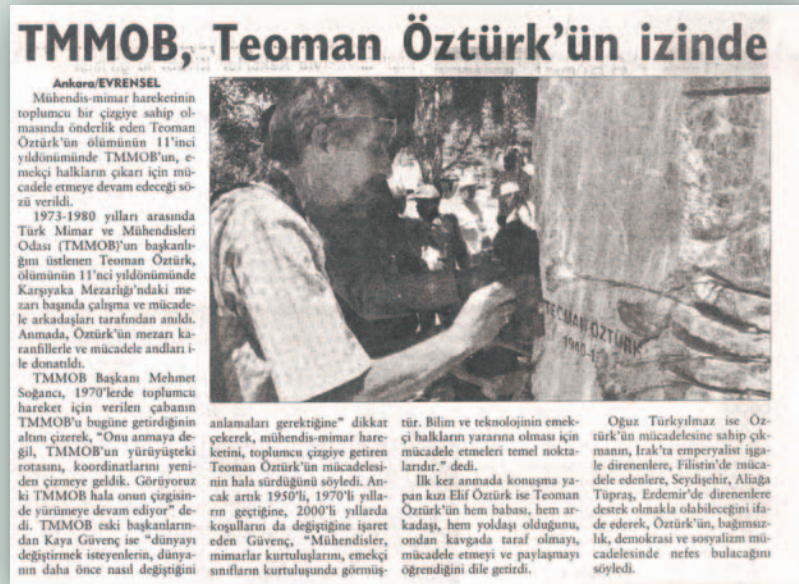 TMMOB, Teoman Öztürk'ün izinde
Ankara/EVRENSEL
Mühendis-mimar hareketinin
toplumcu bir çizgiye sahip ol-
masında önderlik eden Teoman
Öztürk'ün ölümünün 11'inci
yıldönümünde TMMOB'un, e-
mekçi halkların çıkarı için mü-
cadele etmeye devam edeceği sö-
zü verildi.
1973-1980 yılları arasında
Türk Mimar ve Mühendisleri
Odası (TMMOB)'un başkanlı-
ğını üstlenen Teoman Öztürk,
ölümünün 11'nci yıldönümünde
Karşıyaka Mezarlığı'ndaki me-
zarı başında çalışma ve mücade-
le arkadaşları tarafından anıldı.
Anmada, Öztürk'ün mezarı ka-
ranfillerle ve mücadele andları i-
le donatıldı.
TMMOB Başkanı Mehmet
Soğancı, 1970'lerde toplumcu
hareket için verilen çabanın
TMMOB'u bugüne getirdiğinin
altını çizerek, "Onu anmaya de-
ğil, TMMOB'un yürüyüşteki
rotasını, koordinatlarını yeni-
den çizmeye geldik. Görüyoruz
ki TMMOB hala onun çizgisin-
de yürümeye devam ediyor" de-
di. TMMOB eski başkanların-
dan Kaya Güvenç ise "dünyayı
değiştirmek isteyenlerin, dünya-
nın daha önce nasıl değiştiğini
anlamaları gerektiğine" dikkat
çekerek, mühendis-mimar hare-
ketini, toplumcu çizgiye getiren
Teoman Öztürk'ün mücadelesi-
nin hala sürdüğünü söyledi. An-
cak artık 1950'li, 1970'li yılla-
rın geçtiğine, 2000'li yıllarda
koşulların da değiştiğine işaret
eden Güvenç, "Mühendisler,
mimarlar kurtuluşlarını, emekçi
sınıfların kurtuluşunda görmüş-
tür. Bilim ve teknolojinin emek-
çi halkların yararına olması için
mücadele etmeleri temel nokta-
larıdır." dedi.
İlk kez anmada konuşma ya-
pan kızı Elif Öztürk ise Teoman
Öztürk'ün hem babası, hem ar-
kadaşı, hem yoldaşı olduğunu,
ondan kavgada taraf olmayı,
mücadele etmeyi ve paylaşmayı
öğrendiğini dile getirdi.
Oğuz Türkyılmaz ise Öz-
türk'ün mücadelesine sahip çık-
manın, Irak'ta emperyalist işga-
le direnenlere, Filistin'de müca-
dele edenlere, Seydişehir, Aliağa
Tüpraş, Erdemir'de direnenlere
destek olmakla olabileceğini ifa-
de ederek, Öztürk'ün, bağımsız-
lık, demokrasi ve sosyalizm mü-
cadelesinde nefes bulacağını
söyledi.
TEOMAN ÖZTÜRK